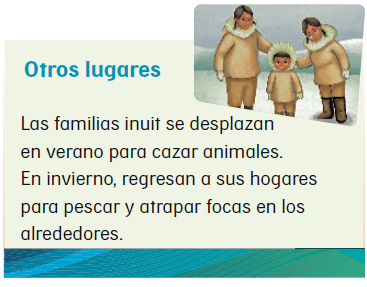 Otros lugares
Las familias inuit se desplazan
en verano para cazar animales.
En invierno, regresan a sus hogares
para pescar y atrapar focas en los
alrededores.